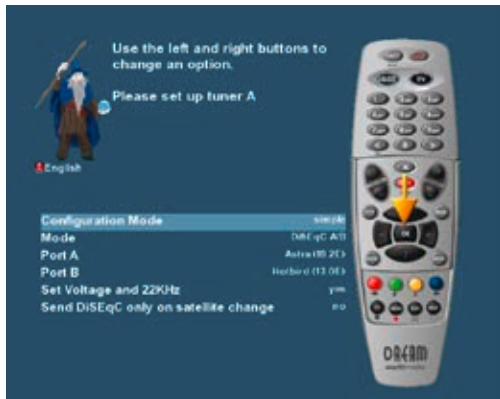 Use the left and right buttons to
change an option.
Please set up tuner A
English
Configuration Mode simple
Mode DiSEqC A/B
Port A Astra (19.2E)
Port B Hotbird (13.0E)
Set Voltage and 22KHz yes
Send DiSEqC only on satellite change no
OK
DREAM
multimedia